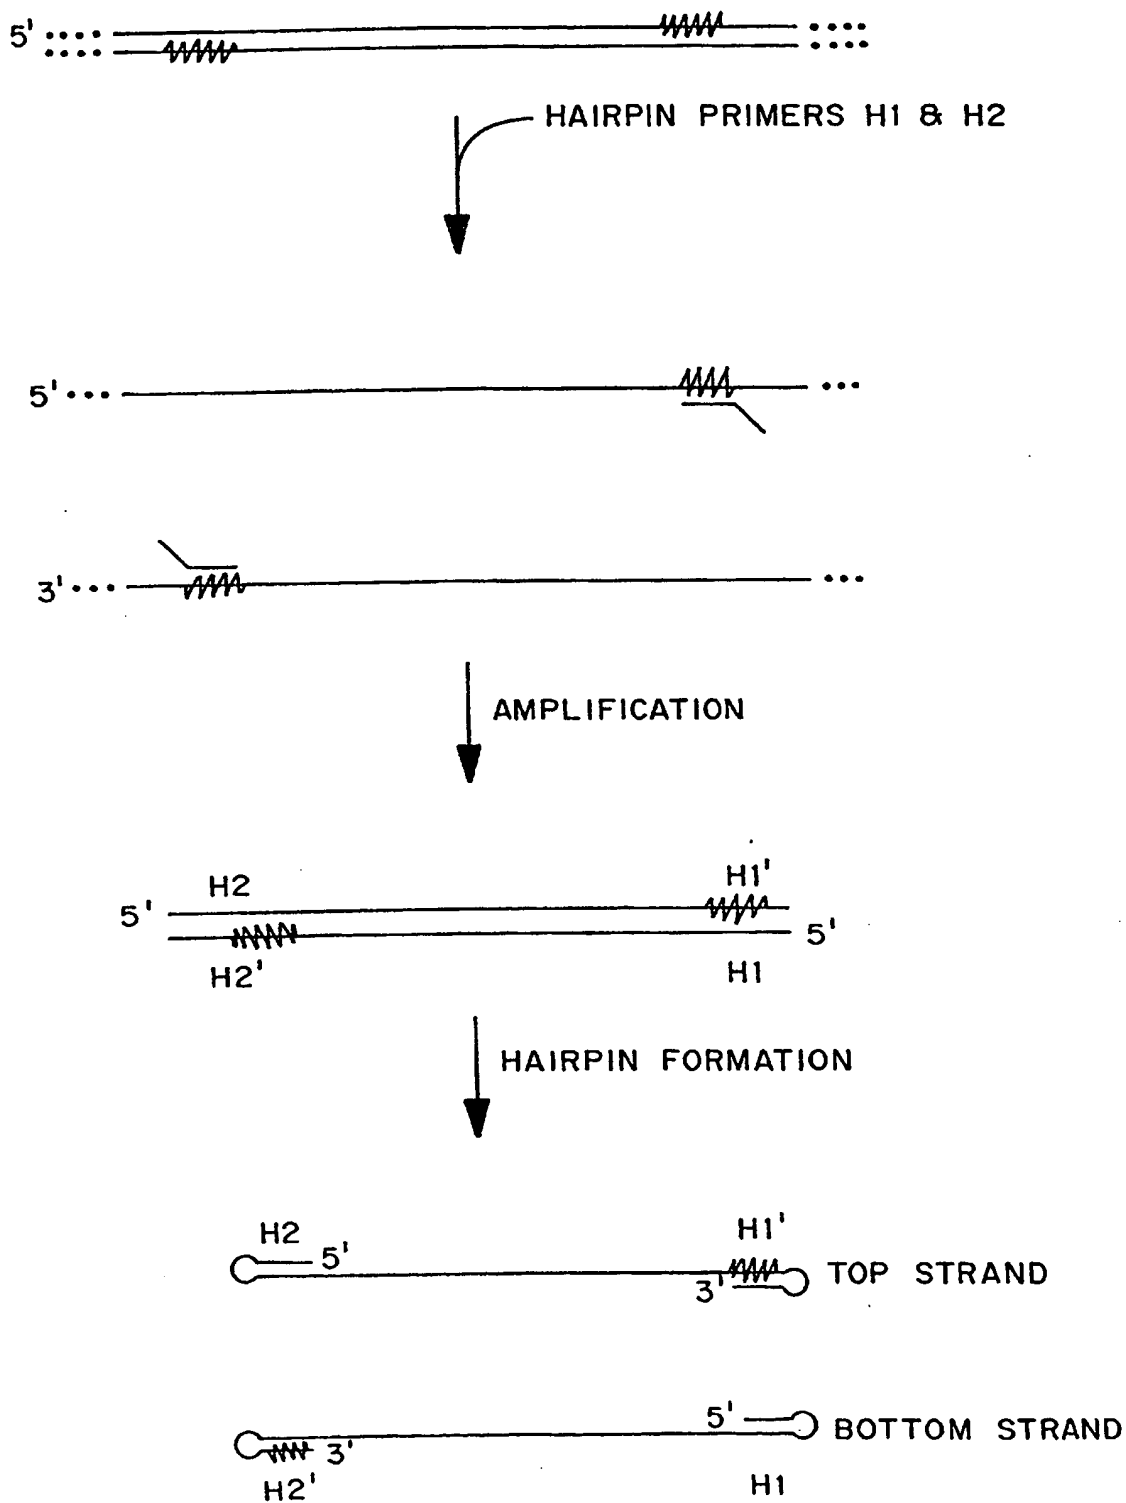 5'
HAIRPIN PRIMERS H1 & H2
5'
3'
AMPLIFICATION
H2 H1'
5'
5'
H2' H1
HAIRPIN FORMATION
H2 H1'
5'
3'
TOP STRAND
5'
BOTTOM STRAND
3'
H2' H1